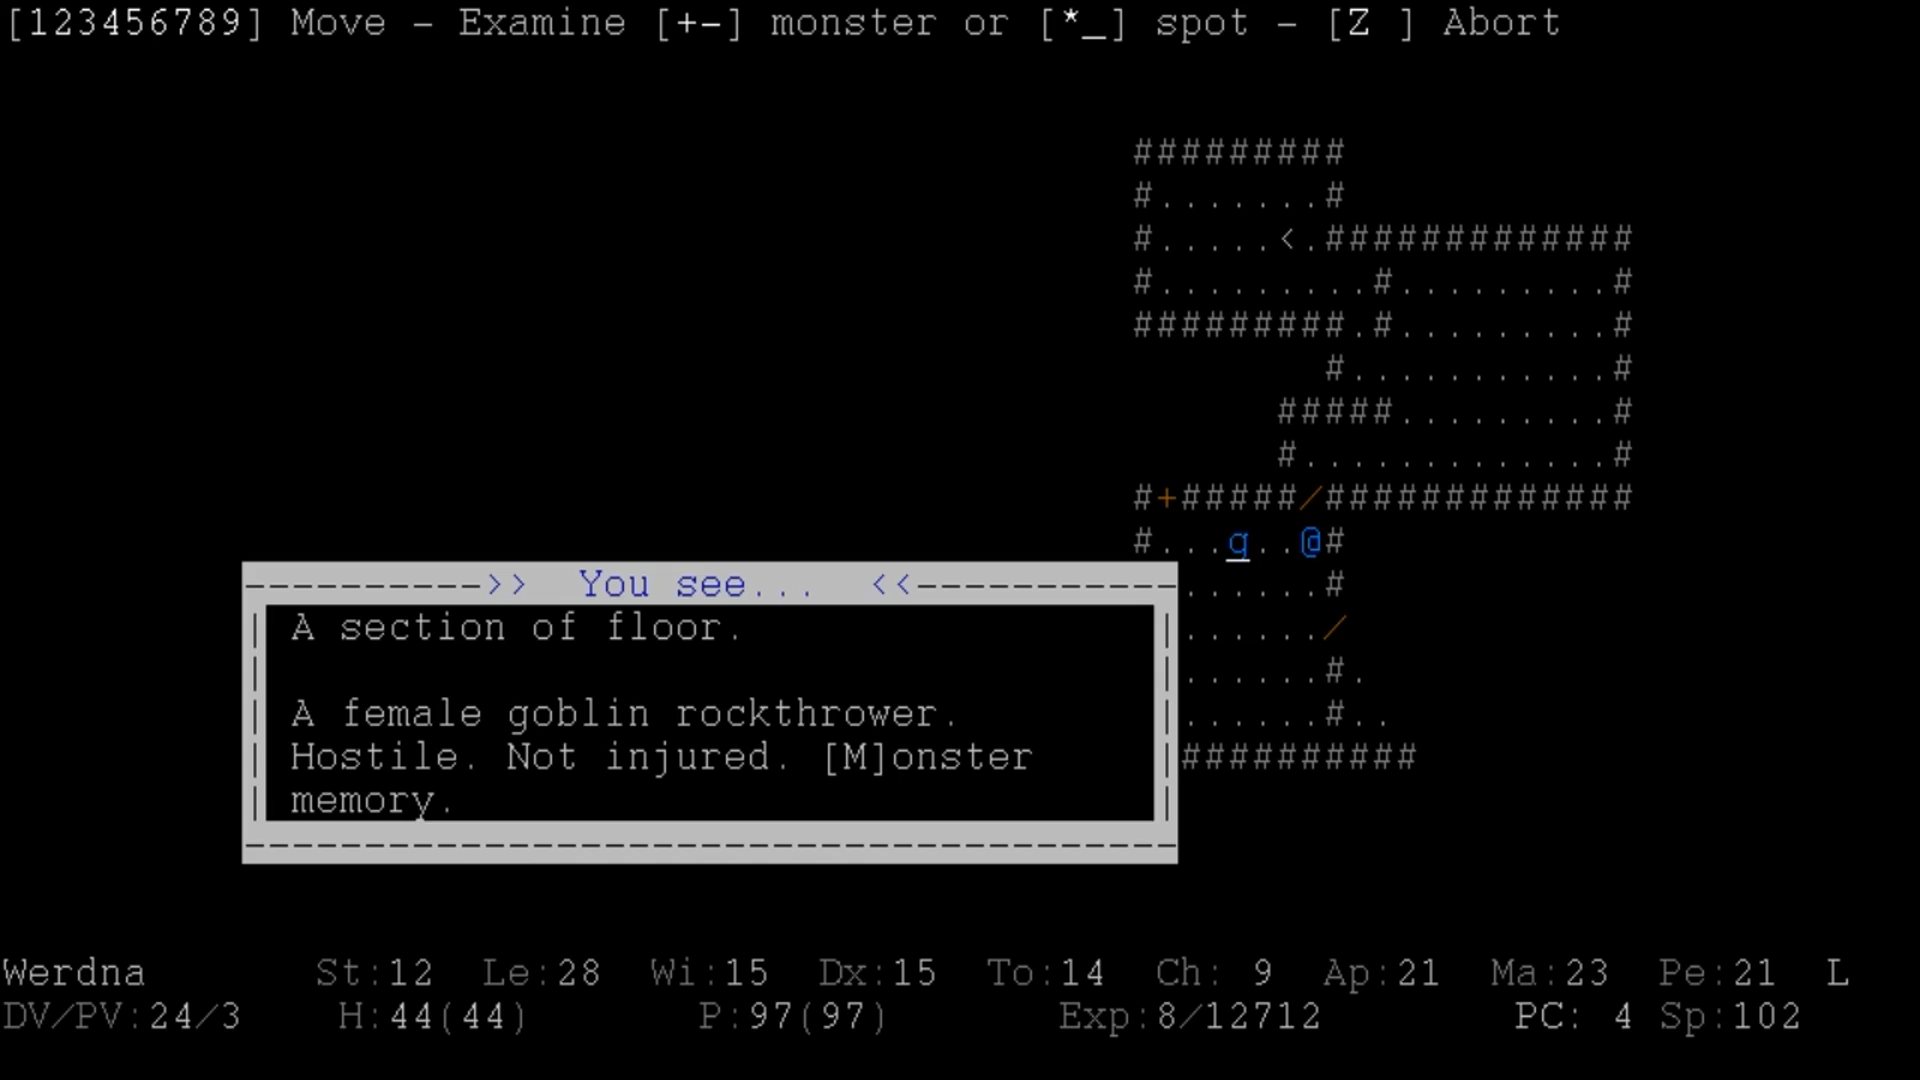 [123456789] Move - Examine [+-] monster or [*_] spot - [Z ] Abort
#########
#.......#
#.....<.#############
#.........#.........#
#########.#.........#
#...........#
#####.........#
#.............#
#+#####/#############
#...g..@#
---------->>  You see...  <<-----------
......#
A section of floor.
....../
......#.
A female goblin rockthrower.
......#..
Hostile. Not injured. [M]onster
##########
memory.
Werdna St:12 Le:28 Wi:15 Dx:15 To:14 Ch: 9 Ap:21 Ma:23 Pe:21 L
DV/PV:24/3 H:44(44) P:97(97) Exp:8/12712 PC: 4 Sp:102